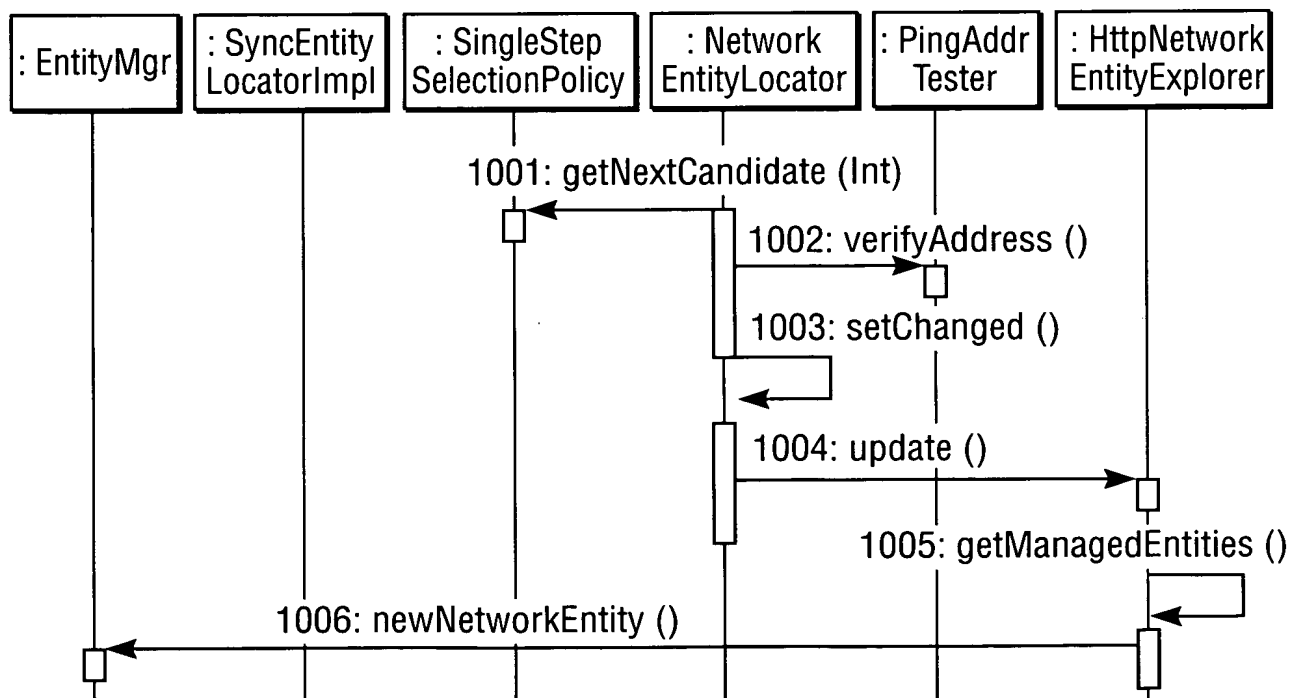 : EntityMgr
: SyncEntity
LocatorImpl
: SingleStep
SelectionPolicy
: Network
EntityLocator
: PingAddr
Tester
: HttpNetwork
EntityExplorer
1001: getNextCandidate (Int)
1002: verifyAddress ()
1003: setChanged ()
1004: update ()
1005: getManagedEntities ()
1006: newNetworkEntity ()